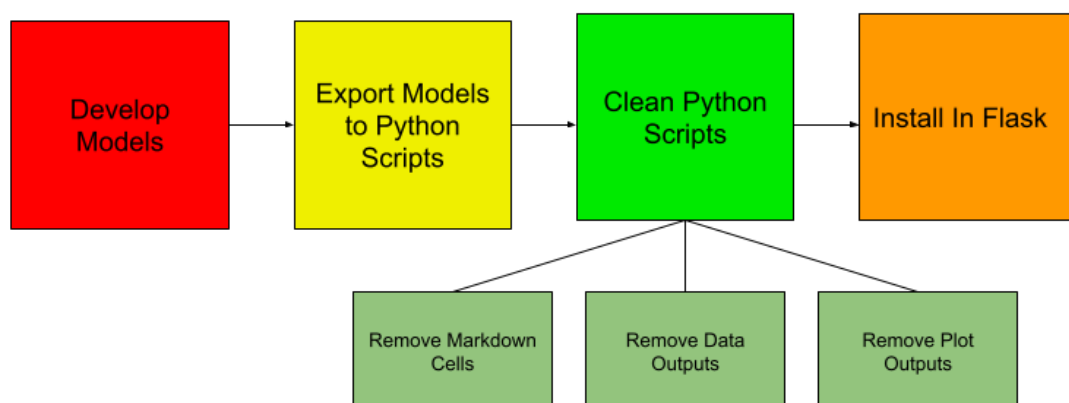 Develop
Models
Export Models
to Python
Scripts
Clean Python
Scripts
Install In Flask
Remove Markdown
Cells
Remove Data
Outputs
Remove Plot
Outputs